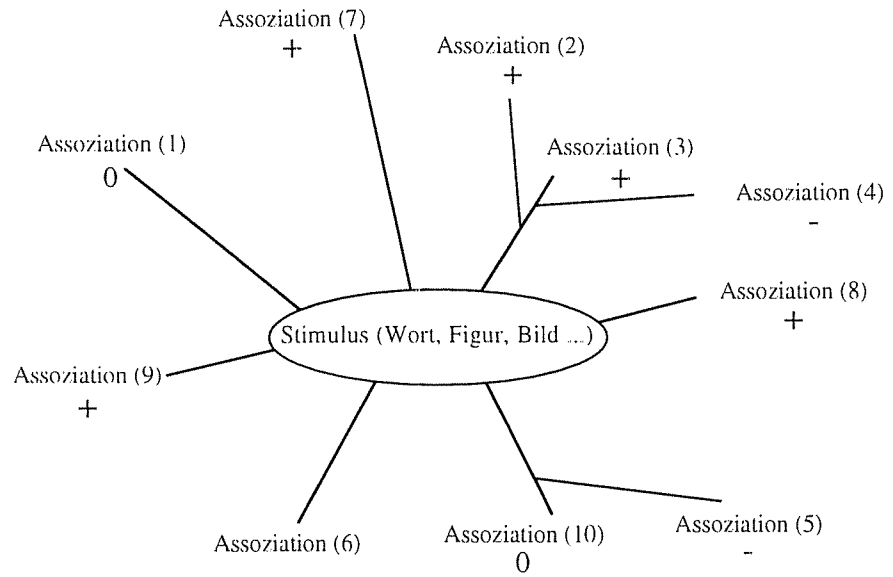 Assoziation (7)
+
Assoziation (2)
+
Assoziation (1)
0
Assoziation (3)
+
Assoziation (4)
-
Assoziation (8)
+
Stimulus (Wort, Figur, Bild ...)
Assoziation (9)
+
Assoziation (6)
Assoziation (10)
0
Assoziation (5)
-